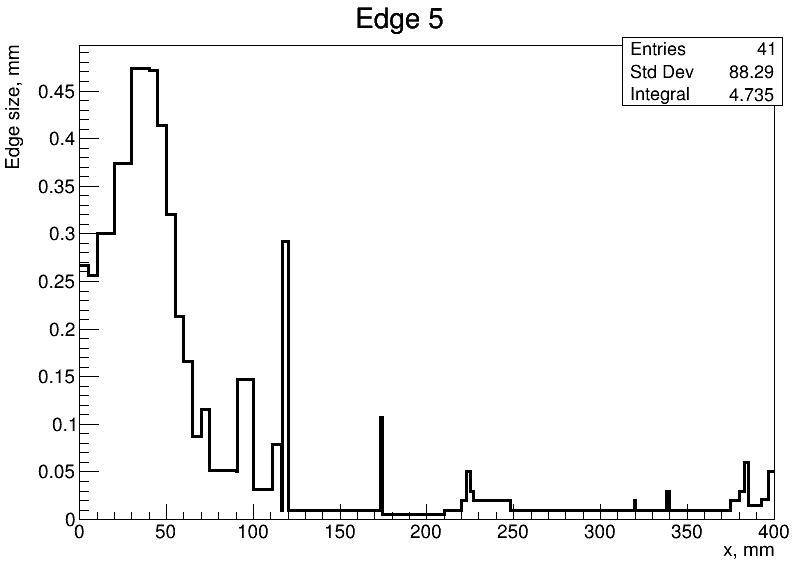 Edge 5
Entries 41
Std Dev 88.29
Integral 4.735
Edge size, mm
0.45
0.4
0.35
0.3
0.25
0.2
0.15
0.1
0.05
0
0 50 100 150 200 250 300 350 400
x, mm